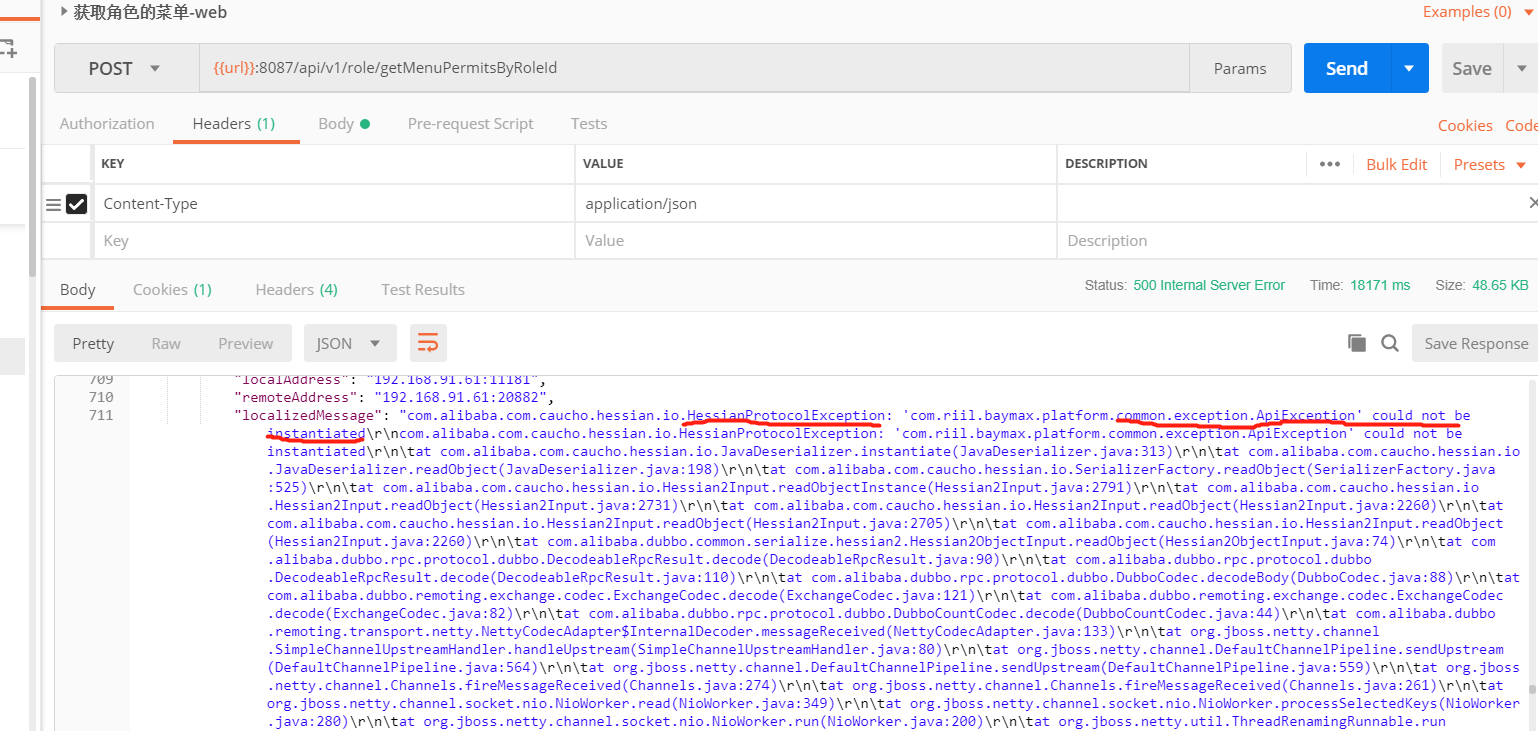 获取角色的菜单-web
Examples (0)
POST
{{url}}:8087/api/v1/role/getMenuPermitsByRoleId
Params
Send
Save
Authorization
Headers (1)
Body
Pre-request Script
Tests
Cookies
Code
KEY
VALUE
DESCRIPTION
Bulk Edit
Presets
Content-Type
application/json
Key
Value
Description
Body
Cookies (1)
Headers (4)
Test Results
Status: 500 Internal Server Error
Time: 18171 ms
Size: 48.65 KB
Pretty
Raw
Preview
JSON
Save Response
709 "localAddress": "192.168.91.61:11181",
710 "remoteAddress": "192.168.91.61:20882",
711 "localizedMessage": "com.alibaba.com.caucho.hessian.io.HessianProtocolException: 'com.riil.baymax.platform.common.exception.ApiException' could not be
instantiated\r\ncom.alibaba.com.caucho.hessian.io.HessianProtocolException: 'com.riil.baymax.platform.common.exception.ApiException' could not be
instantiated\r\n\tat com.alibaba.com.caucho.hessian.io.JavaDeserializer.instantiate(JavaDeserializer.java:313)\r\n\tat com.alibaba.com.caucho.hessian.io
.JavaDeserializer.readObject(JavaDeserializer.java:198)\r\n\tat com.alibaba.com.caucho.hessian.io.SerializerFactory.readObject(SerializerFactory.java
:525)\r\n\tat com.alibaba.com.caucho.hessian.io.Hessian2Input.readObjectInstance(Hessian2Input.java:2791)\r\n\tat com.alibaba.com.caucho.hessian.io
.Hessian2Input.readObject(Hessian2Input.java:2731)\r\n\tat com.alibaba.com.caucho.hessian.io.Hessian2Input.readObject(Hessian2Input.java:2260)\r\n\tat
com.alibaba.com.caucho.hessian.io.Hessian2Input.readObject(Hessian2Input.java:2705)\r\n\tat com.alibaba.com.caucho.hessian.io.Hessian2Input.readObject
(Hessian2Input.java:2260)\r\n\tat com.alibaba.dubbo.common.serialize.hessian2.Hessian2ObjectInput.readObject(Hessian2ObjectInput.java:74)\r\n\tat com
.alibaba.dubbo.rpc.protocol.dubbo.DecodeableRpcResult.decode(DecodeableRpcResult.java:90)\r\n\tat com.alibaba.dubbo.rpc.protocol.dubbo
.DecodeableRpcResult.decode(DecodeableRpcResult.java:110)\r\n\tat com.alibaba.dubbo.rpc.protocol.dubbo.DubboCodec.decodeBody(DubboCodec.java:88)\r\n\tat
com.alibaba.dubbo.remoting.exchange.codec.ExchangeCodec.decode(ExchangeCodec.java:121)\r\n\tat com.alibaba.dubbo.remoting.exchange.codec.ExchangeCodec
.decode(ExchangeCodec.java:82)\r\n\tat com.alibaba.dubbo.rpc.protocol.dubbo.DubboCountCodec.decode(DubboCountCodec.java:44)\r\n\tat com.alibaba.dubbo
.remoting.transport.netty.NettyCodecAdapter$InternalDecoder.messageReceived(NettyCodecAdapter.java:133)\r\n\tat org.jboss.netty.channel
.SimpleChannelUpstreamHandler.handleUpstream(SimpleChannelUpstreamHandler.java:80)\r\n\tat org.jboss.netty.channel.DefaultChannelPipeline.sendUpstream
(DefaultChannelPipeline.java:564)\r\n\tat org.jboss.netty.channel.DefaultChannelPipeline.sendUpstream(DefaultChannelPipeline.java:559)\r\n\tat org.jboss
.netty.channel.Channels.fireMessageReceived(Channels.java:274)\r\n\tat org.jboss.netty.channel.Channels.fireMessageReceived(Channels.java:261)\r\n\tat
org.jboss.netty.channel.socket.nio.NioWorker.read(NioWorker.java:349)\r\n\tat org.jboss.netty.channel.socket.nio.NioWorker.processSelectedKeys(NioWorker
.java:280)\r\n\tat org.jboss.netty.channel.socket.nio.NioWorker.run(NioWorker.java:200)\r\n\tat org.jboss.netty.util.ThreadRenamingRunnable.run